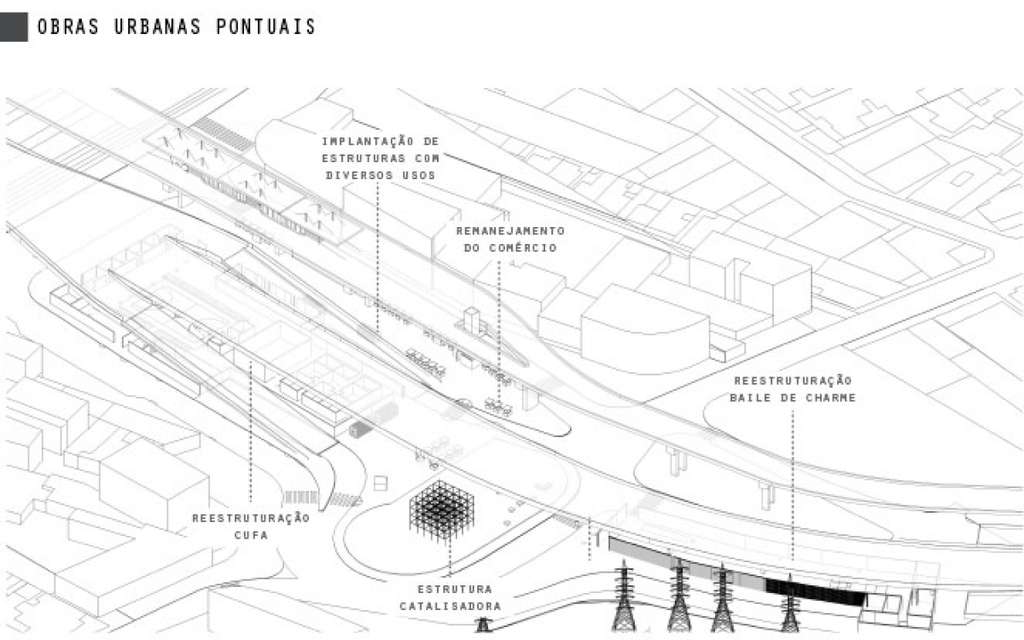 OBRAS URBANAS PONTUAIS
IMPLANTAÇÃO DE
ESTRUTURAS COM
DIVERSOS USOS
REMANEJAMENTO
DO COMÉRCIO
REESTRUTURAÇÃO
BAILE DE CHARME
REESTRUTURAÇÃO
CUFA
ESTRUTURA
CATALISADORA